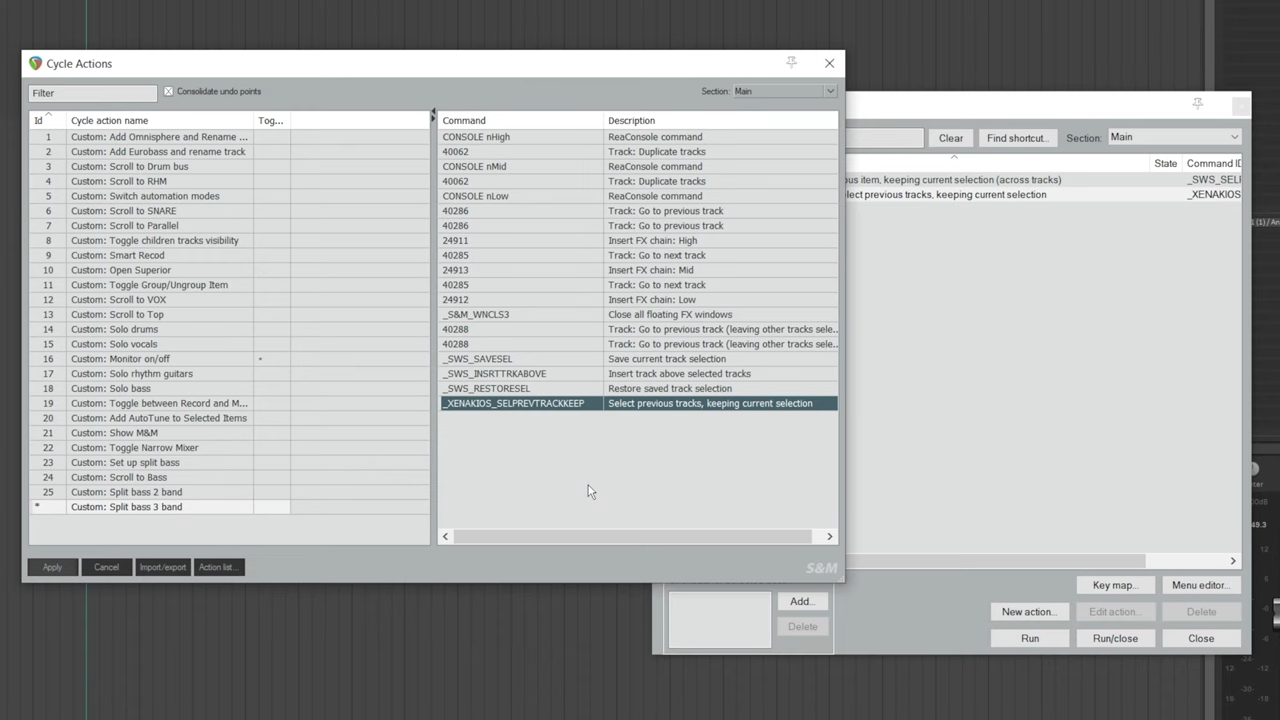 Cycle Actions
Filter
Consolidate undo points
Section: Main
Id Cycle action name Tog...
1 Custom: Add Omnisphere and Rename ...
2 Custom: Add Eurobass and rename track
3 Custom: Scroll to Drum bus
4 Custom: Scroll to RHM
5 Custom: Switch automation modes
6 Custom: Scroll to SNARE
7 Custom: Scroll to Parallel
8 Custom: Toggle children tracks visibility
9 Custom: Smart Recod
10 Custom: Open Superior
11 Custom: Toggle Group/Ungroup Item
12 Custom: Scroll to VOX
13 Custom: Scroll to Top
14 Custom: Solo drums
15 Custom: Solo vocals
16 Custom: Monitor on/off
17 Custom: Solo rhythm guitars
18 Custom: Solo bass
19 Custom: Toggle between Record and M...
20 Custom: Add AutoTune to Selected Items
21 Custom: Show M&M
22 Custom: Toggle Narrow Mixer
23 Custom: Set up split bass
24 Custom: Scroll to Bass
25 Custom: Split bass 2 band
* Custom: Split bass 3 band
Command Description
CONSOLE nHigh ReaConsole command
40062 Track: Duplicate tracks
CONSOLE nMid ReaConsole command
40062 Track: Duplicate tracks
CONSOLE nLow ReaConsole command
40286 Track: Go to previous track
40286 Track: Go to previous track
24911 Insert FX chain: High
40285 Track: Go to next track
24913 Insert FX chain: Mid
40285 Track: Go to next track
24912 Insert FX chain: Low
_S&M_WNCLS3 Close all floating FX windows
40288 Track: Go to previous track (leaving other tracks sele..
40288 Track: Go to previous track (leaving other tracks sele..
_SWS_SAVESEL Save current track selection
_SWS_INSRTTRKABOVE Insert track above selected tracks
_SWS_RESTORESEL Restore saved track selection
_XENAKIOS_SELPREVTRACKKEEP Select previous tracks, keeping current selection
Apply Cancel Import/export Action list... S&M
Clear Find shortcut... Section: Main
State Command ID
ous item, keeping current selection (across tracks) _SWS_SELP
elect previous tracks, keeping current selection _XENAKIOS
Key map... Menu editor...
Add... New action... Edit action... Delete
Delete Run Run/close Close